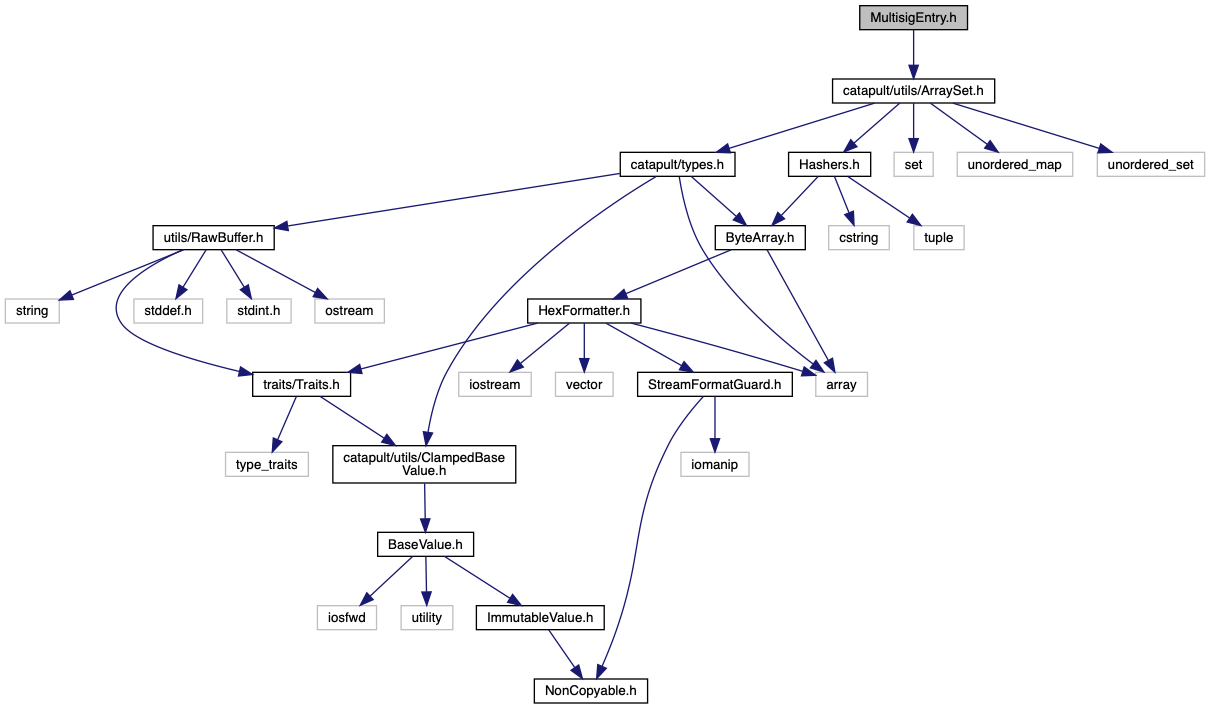 MultisigEntry.h
catapult/utils/ArraySet.h
catapult/types.h
Hashers.h
set
unordered_map
unordered_set
utils/RawBuffer.h
ByteArray.h
cstring
tuple
string
stddef.h
stdint.h
ostream
HexFormatter.h
traits/Traits.h
iostream
vector
StreamFormatGuard.h
array
type_traits
catapult/utils/ClampedBase
Value.h
iomanip
BaseValue.h
iosfwd
utility
ImmutableValue.h
NonCopyable.h